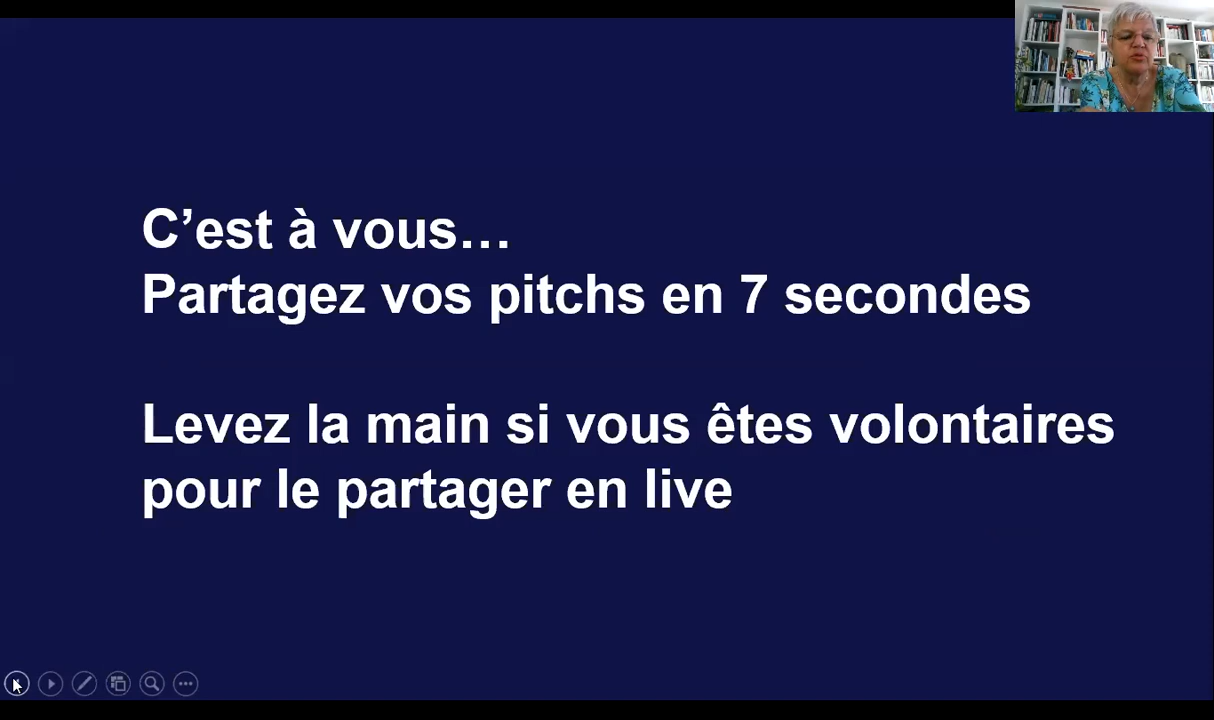 C’est à vous…
Partagez vos pitchs en 7 secondes
Levez la main si vous êtes volontaires
pour le partager en live